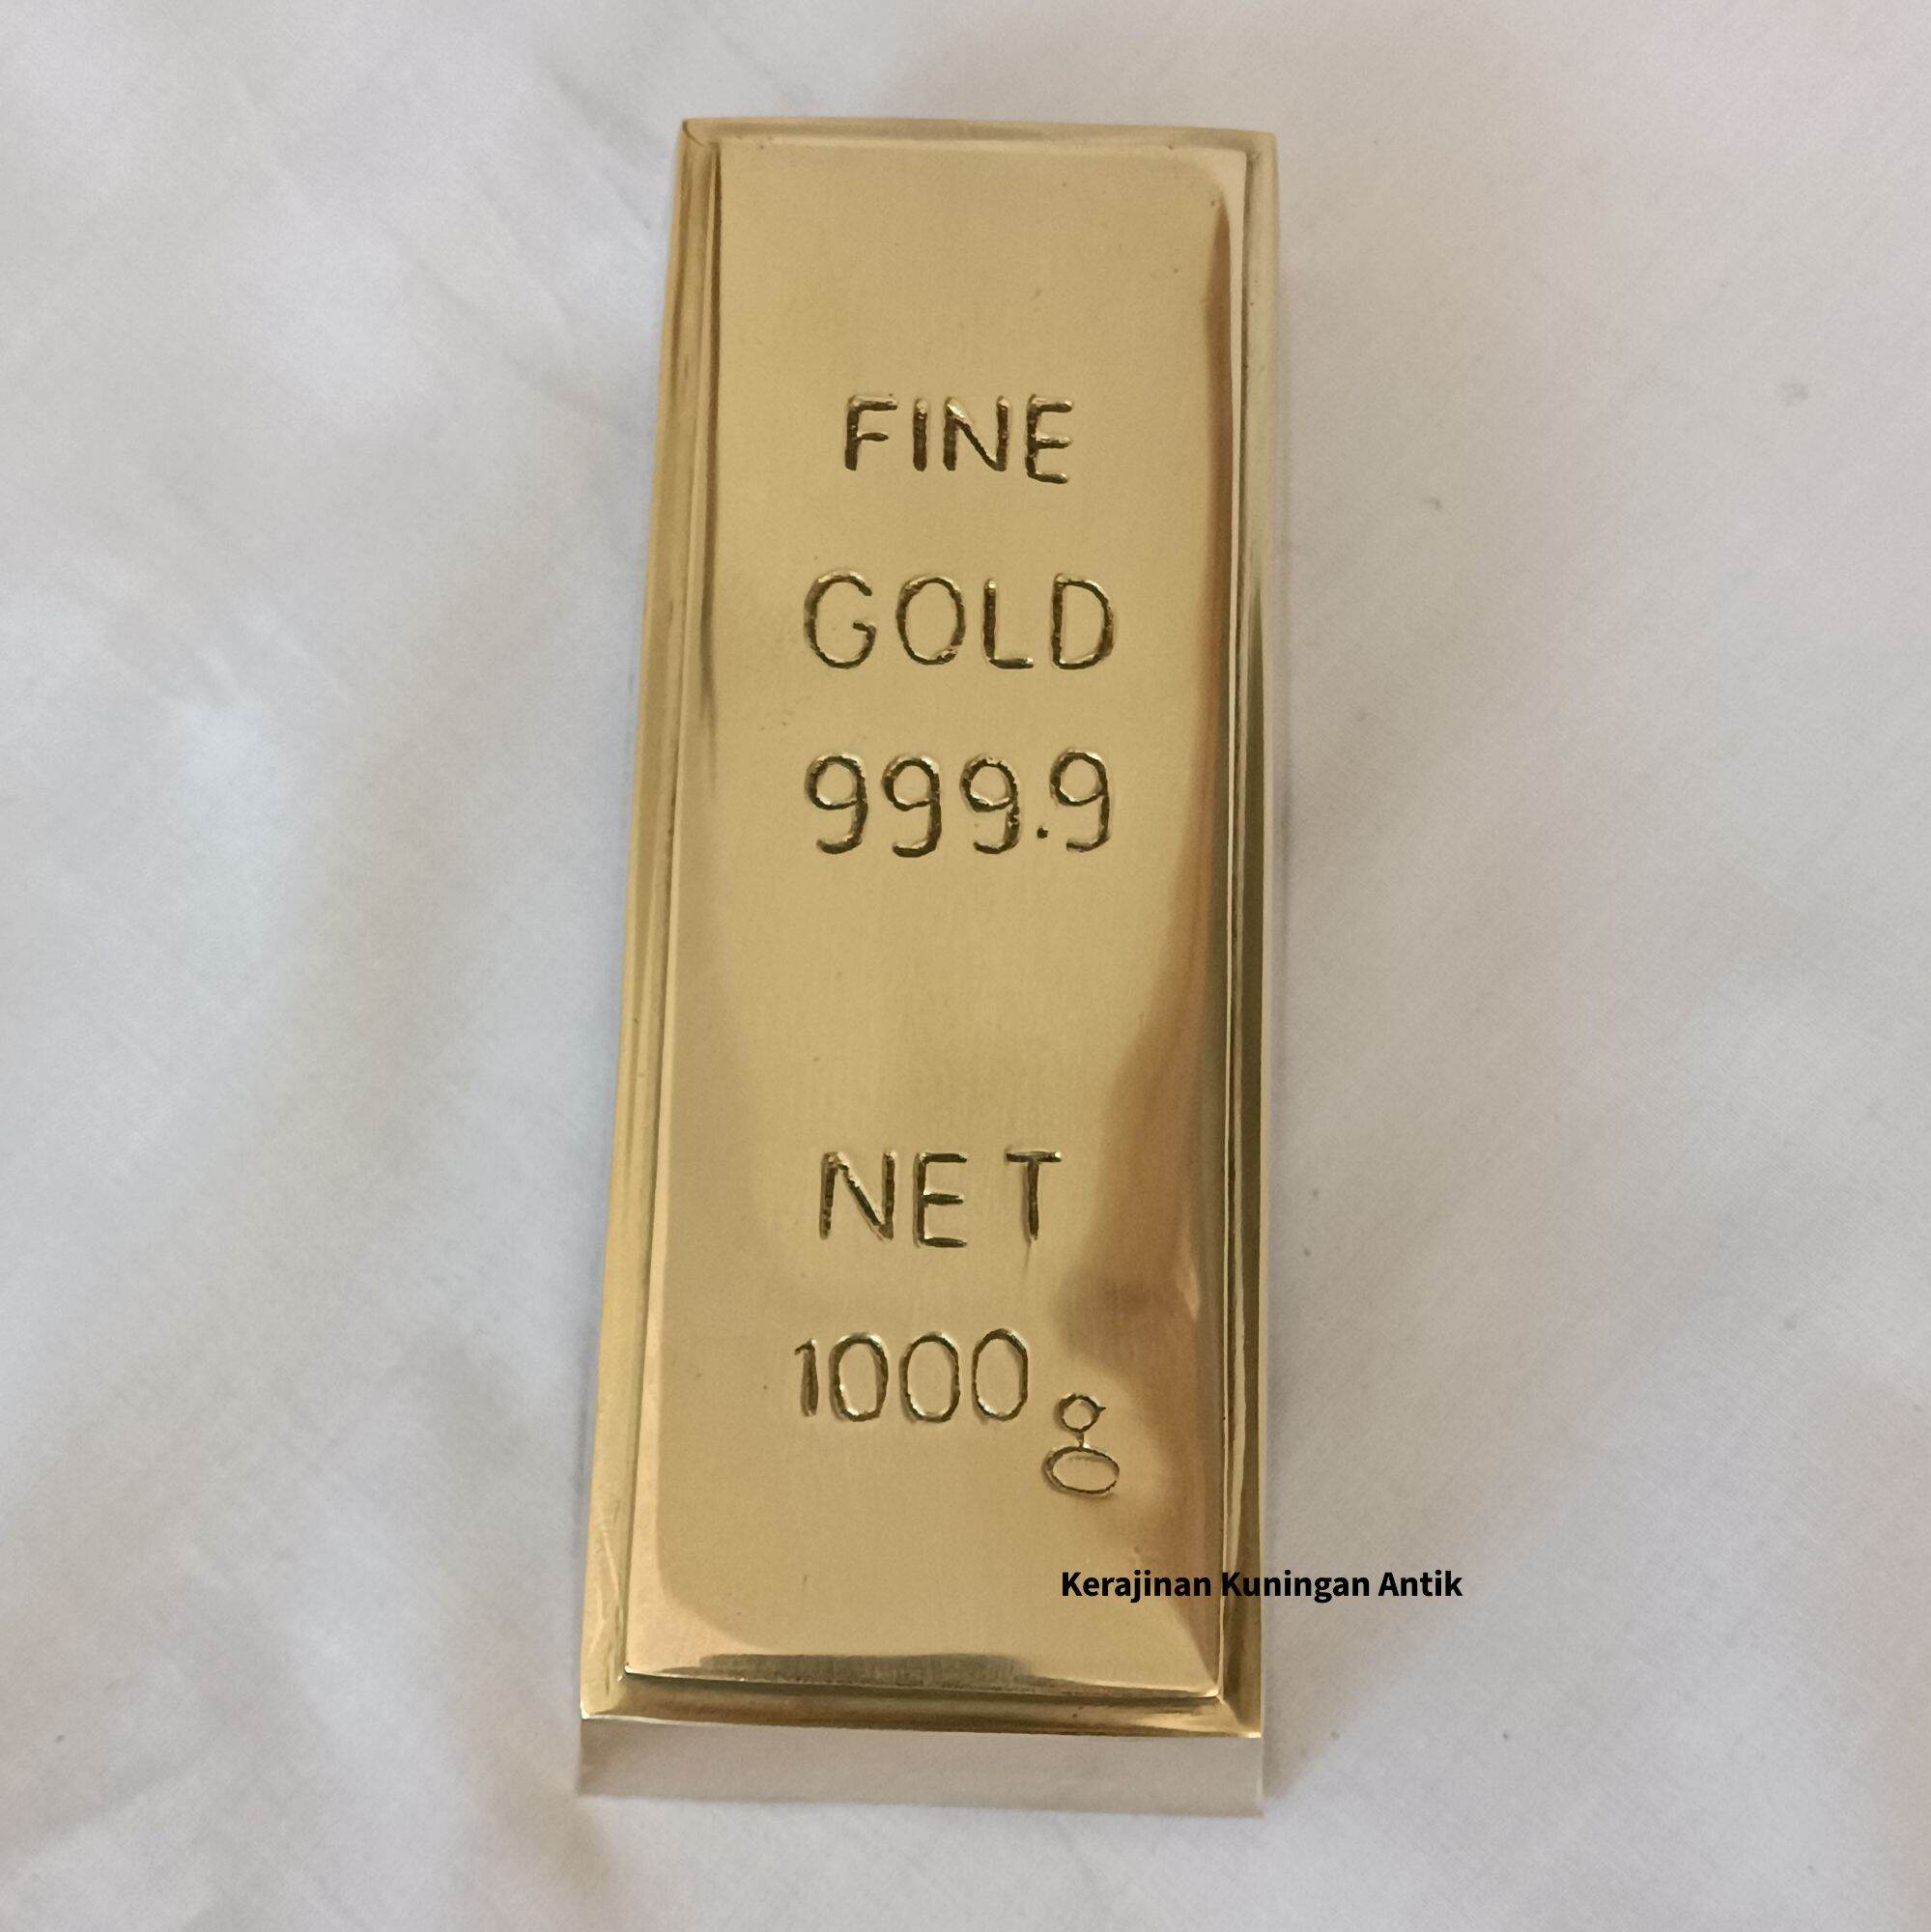 FINE
GOLD
999.9
NET
1000g
Kerajinan Kuningan Antik